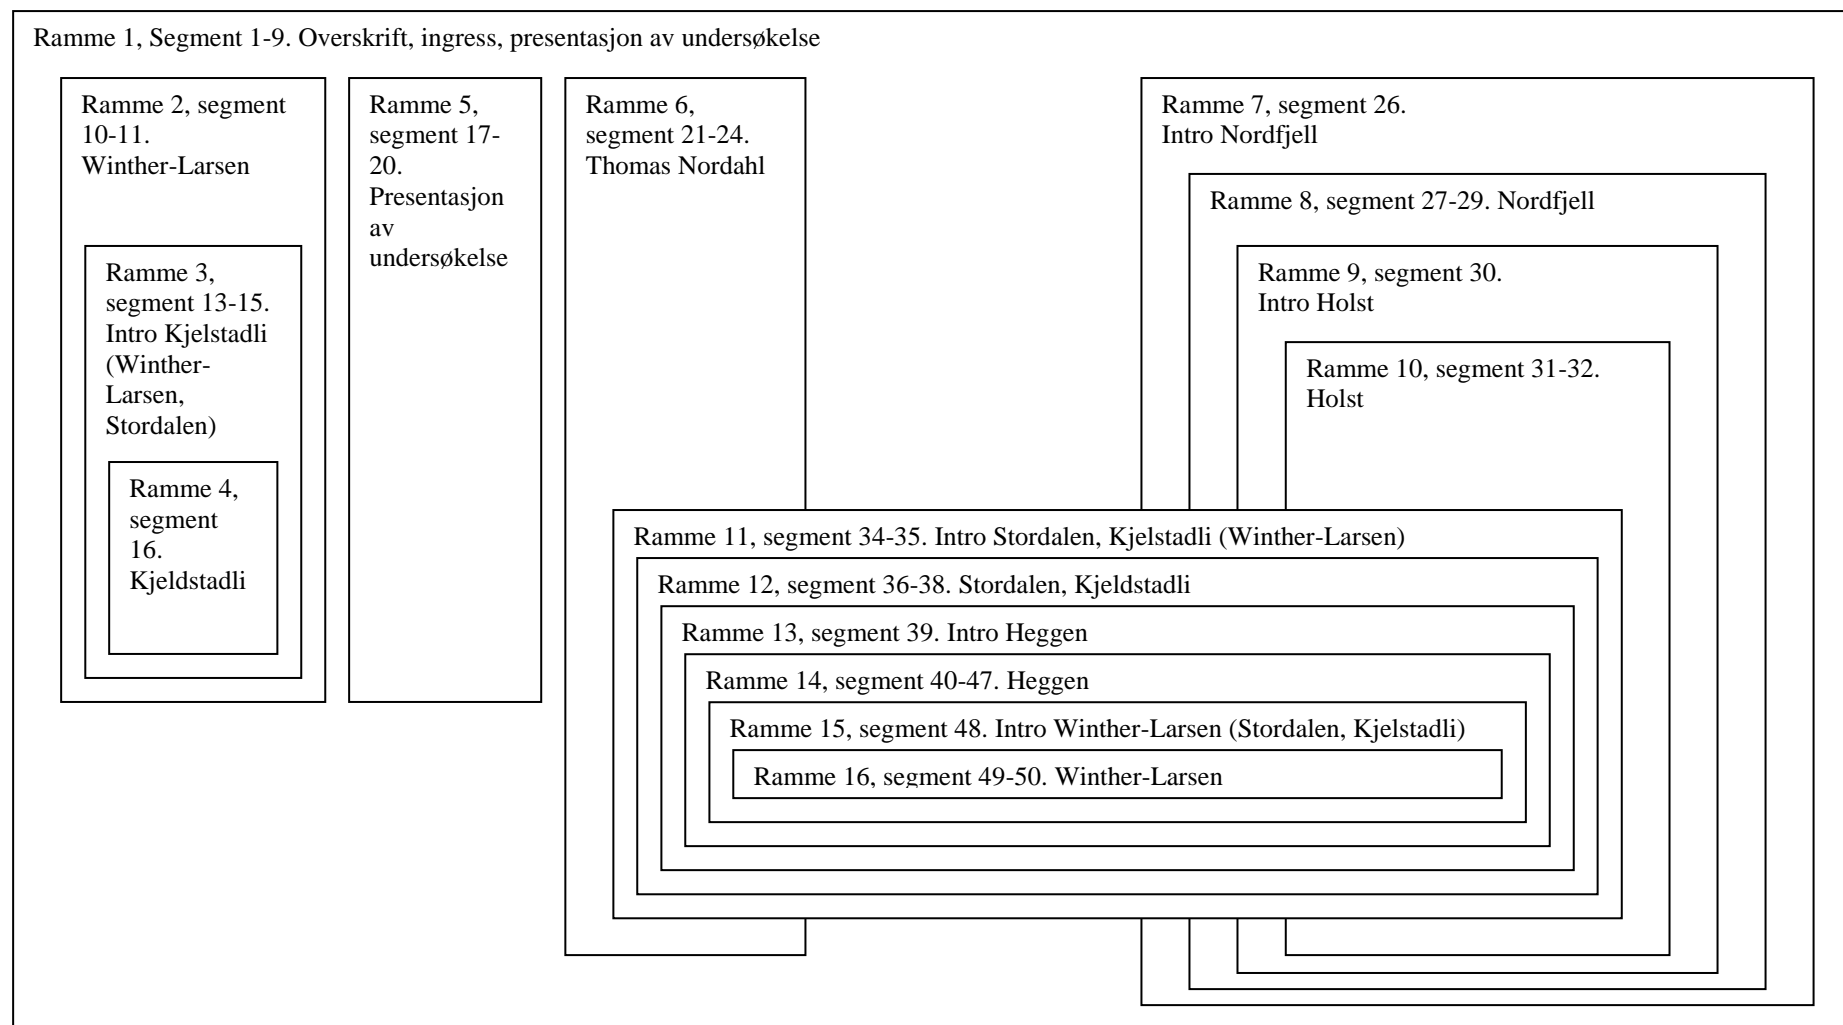 Ramme 1, Segment 1-9. Overskrift, ingress, presentasjon av undersøkelse
Ramme 2, segment
10-11.
Winther-Larsen
Ramme 3,
segment 13-15.
Intro Kjelstadli
(Winther-
Larsen,
Stordalen)
Ramme 4,
segment
16.
Kjeldstadli
Ramme 5,
segment 17-
20.
Presentasjon
av
undersøkelse
Ramme 6,
segment 21-24.
Thomas Nordahl
Ramme 7, segment 26.
Intro Nordfjell
Ramme 8, segment 27-29. Nordfjell
Ramme 9, segment 30.
Intro Holst
Ramme 10, segment 31-32.
Holst
Ramme 11, segment 34-35. Intro Stordalen, Kjelstadli (Winther-Larsen)
Ramme 12, segment 36-38. Stordalen, Kjeldstadli
Ramme 13, segment 39. Intro Heggen
Ramme 14, segment 40-47. Heggen
Ramme 15, segment 48. Intro Winther-Larsen (Stordalen, Kjelstadli)
Ramme 16, segment 49-50. Winther-Larsen